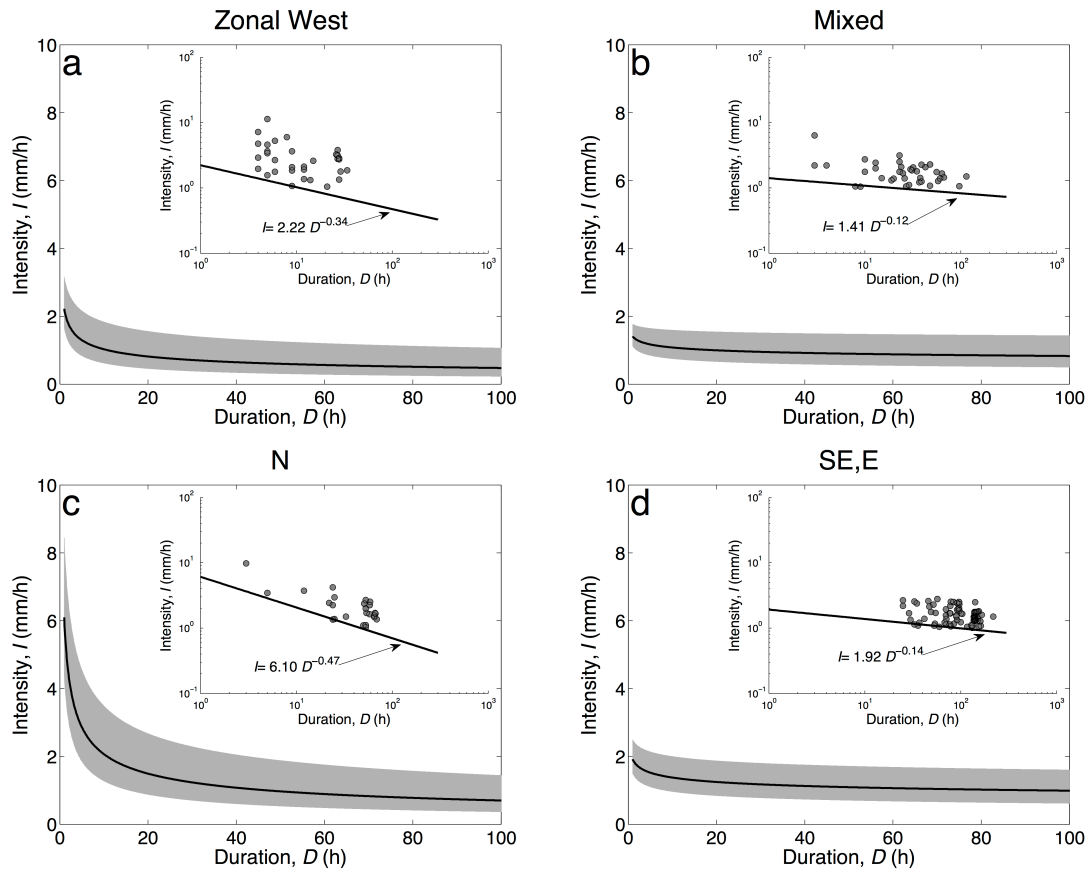 Zonal West
a
10
8
6
4
2
0
Intensity, I (mm/h)
0 20 40 60 80 100
Duration, D (h)
10^2
10^1
10^0
10^−1
Intensity, I (mm/h)
I= 2.22 D^−0.34
10^0 10^1 10^2 10^3
Duration, D (h)
Mixed
b
10
8
6
4
2
0
Intensity, I (mm/h)
0 20 40 60 80 100
Duration, D (h)
10^2
10^1
10^0
10^−1
Intensity, I (mm/h)
I= 1.41 D^−0.12
10^0 10^1 10^2 10^3
Duration, D (h)
N
c
10
8
6
4
2
0
Intensity, I (mm/h)
0 20 40 60 80 100
Duration, D (h)
10^2
10^1
10^0
10^−1
Intensity, I (mm/h)
I= 6.10 D^−0.47
10^0 10^1 10^2 10^3
Duration, D (h)
SE,E
d
10
8
6
4
2
0
Intensity, I (mm/h)
0 20 40 60 80 100
Duration, D (h)
10^2
10^1
10^0
10^−1
Intensity, I (mm/h)
I= 1.92 D^−0.14
10^0 10^1 10^2 10^3
Duration, D (h)